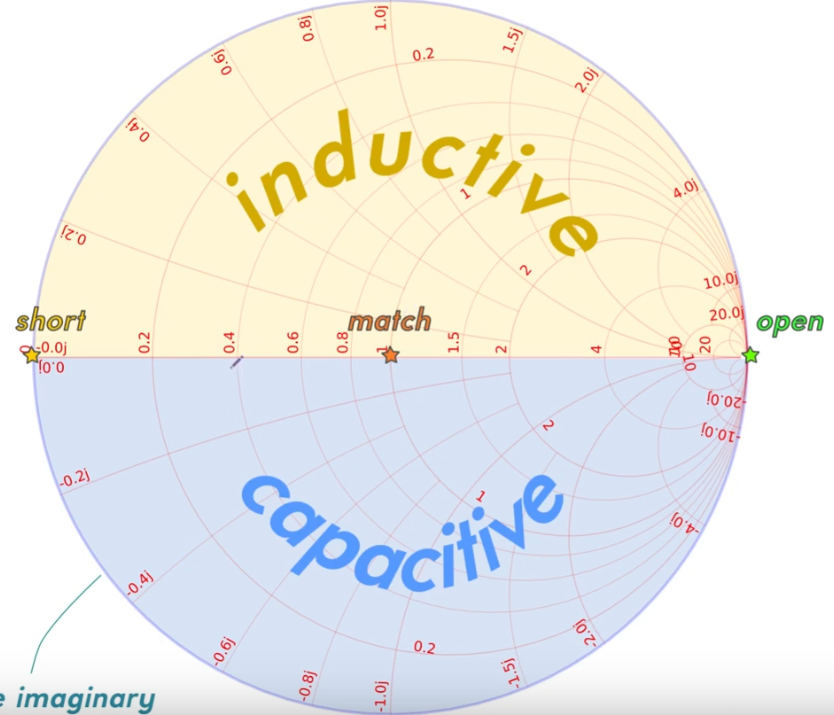 1.0j
0.8j
1.5j
0.6j
0.2
2.0j
0.4j
inductive
4.0j
1
0.2j
2
10.0j
20.0j
short
match
open
0.0j
0.2
0.4
0.6
0.8
1
1.5
2
4
10
20
0.0j
10
-20.0j
-10.0j
2
-0.2j
capacitive
1
-4.0j
-0.4j
-2.0j
0.2
-0.6j
-1.5j
-0.8j
-1.0j
e imaginary